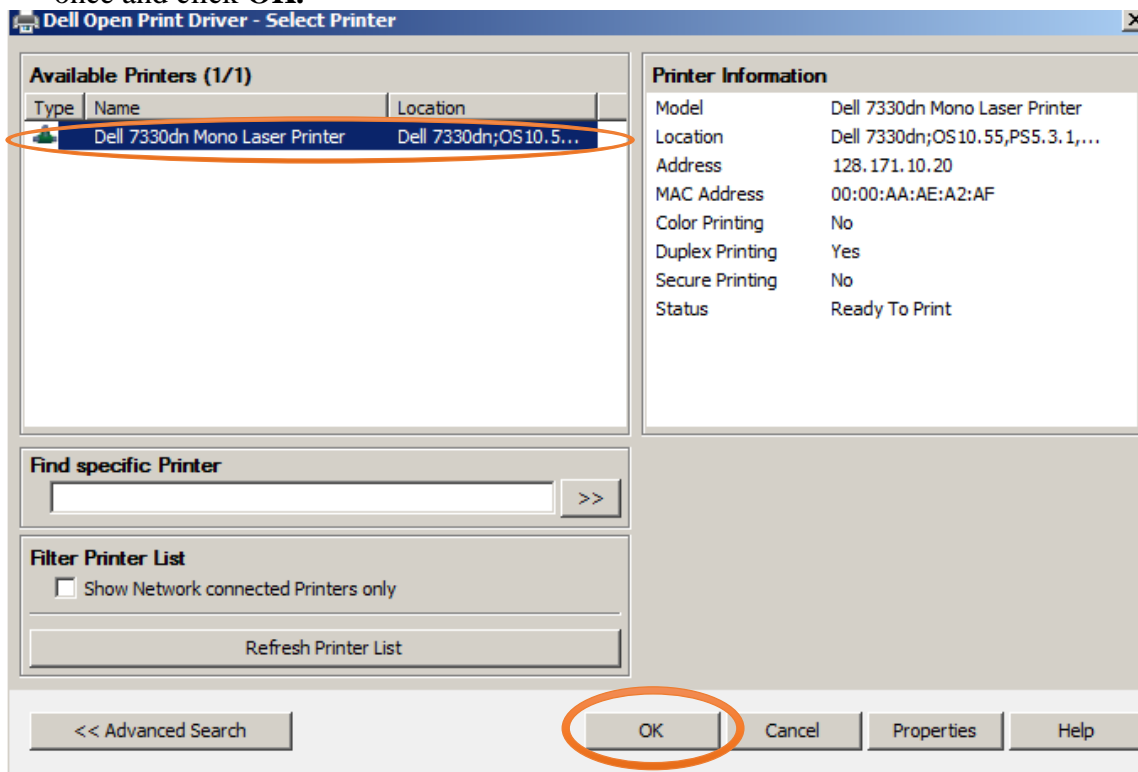 once and click OK.
Dell Open Print Driver - Select Printer
Available Printers (1/1)
Type Name Location
Dell 7330dn Mono Laser Printer Dell 7330dn;OS10.5...
Printer Information
Model Dell 7330dn Mono Laser Printer
Location Dell 7330dn;OS10.55,PS5.3.1,...
Address 128.171.10.20
MAC Address 00:00:AA:AE:A2:AF
Color Printing No
Duplex Printing Yes
Secure Printing No
Status Ready To Print
Find specific Printer
>>
Filter Printer List
Show Network connected Printers only
Refresh Printer List
<< Advanced Search OK Cancel Properties Help